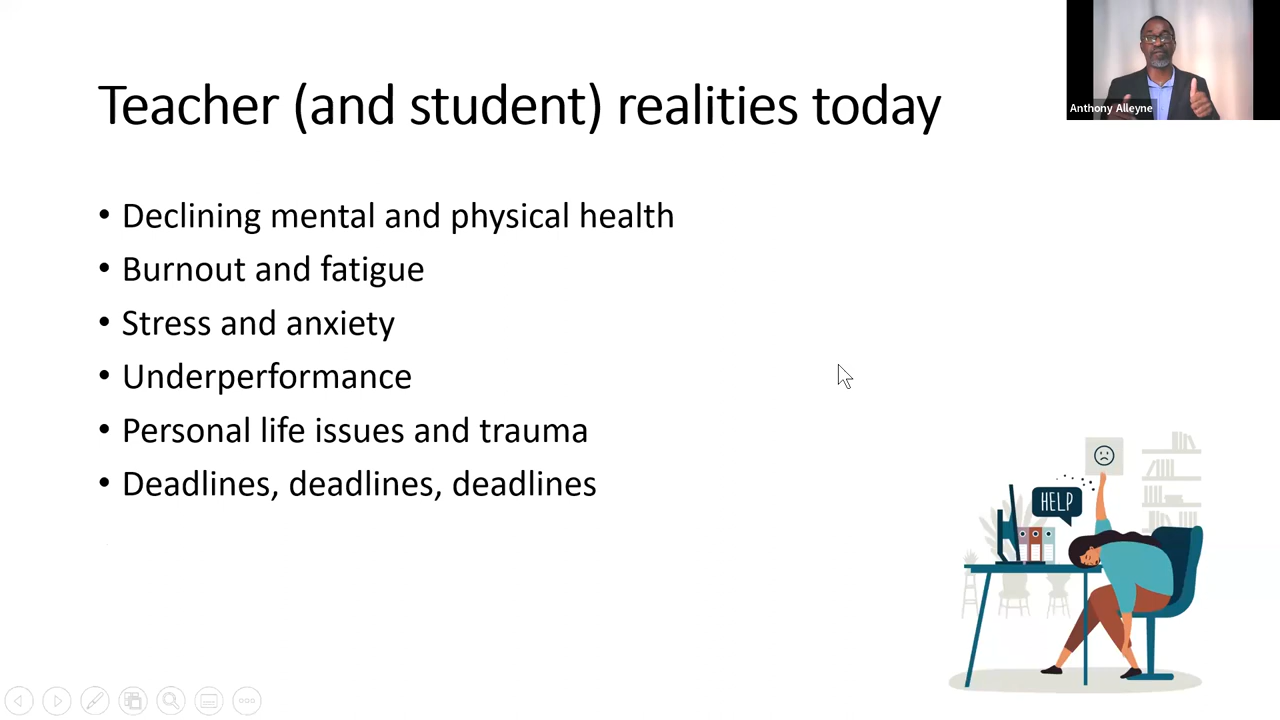 Teacher (and student) realities today
• Declining mental and physical health
• Burnout and fatigue
• Stress and anxiety
• Underperformance
• Personal life issues and trauma
• Deadlines, deadlines, deadlines
HELP
Anthony Alleyne